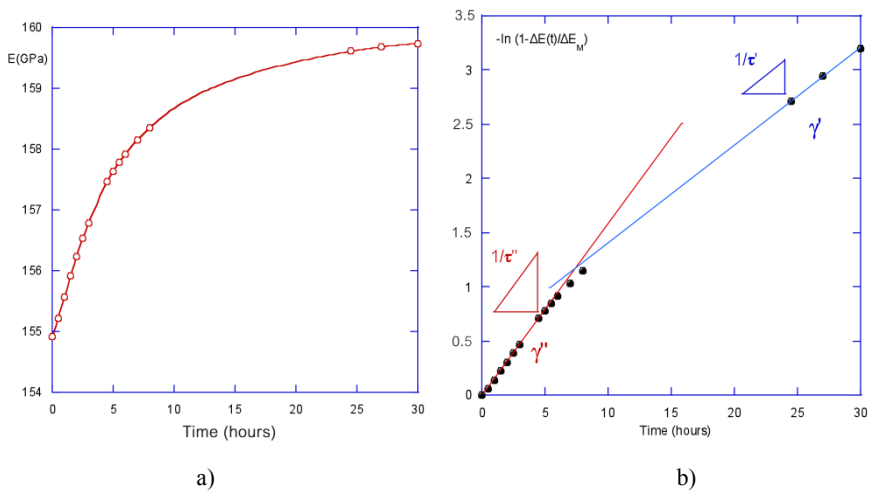 160
E(GPa)
159
158
157
156
155
154
0 5 10 15 20 25 30
Time (hours)
a)
3.5
-ln (1-ΔE(t)/ΔE_M)
3
1/τ'
2.5
γ'
2
1.5
1/τ''
1
0.5
γ''
0
0 5 10 15 20 25 30
Time (hours)
b)